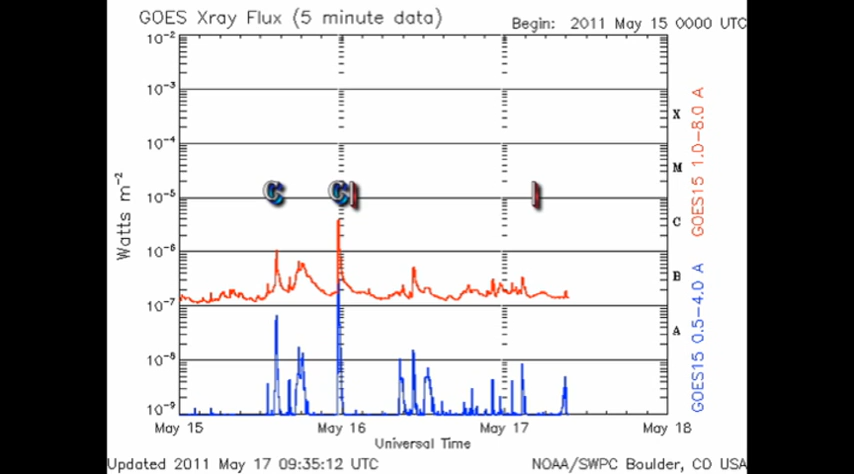 GOES Xray Flux (5 minute data)
Begin: 2011 May 15 0000 UTC
10⁻²
10⁻³
10⁻⁴
10⁻⁵
10⁻⁶
10⁻⁷
10⁻⁸
10⁻⁹
Watts m⁻²
C
C I
I
X
M
C
B
A
GOES15 1.0-8.0 A
GOES15 0.5-4.0 A
May 15
May 16
May 17
May 18
Universal Time
Updated 2011 May 17 09:35:12 UTC
NOAA/SWPC Boulder, CO USA